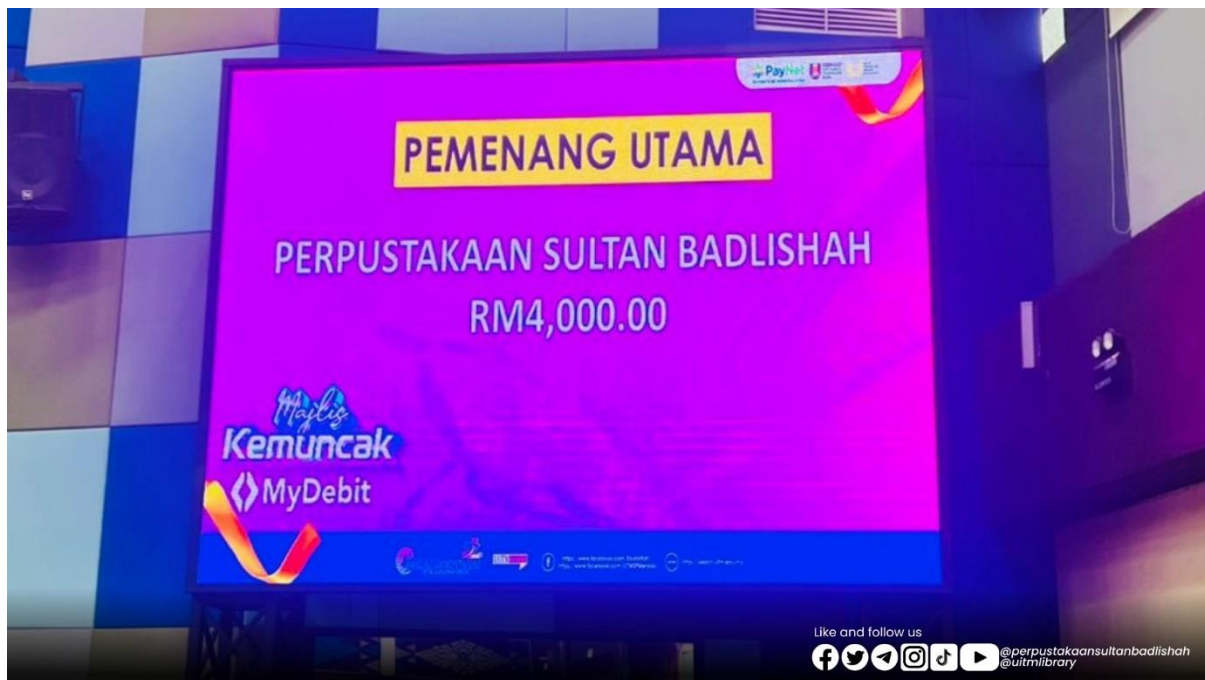 PayNet
PEMENANG UTAMA
PERPUSTAKAAN SULTAN BADLISHAH
RM4,000.00
Majlis
Kemuncak
MyDebit
Like and follow us
@perpustakaansultanbadlishah
@uitmlibrary